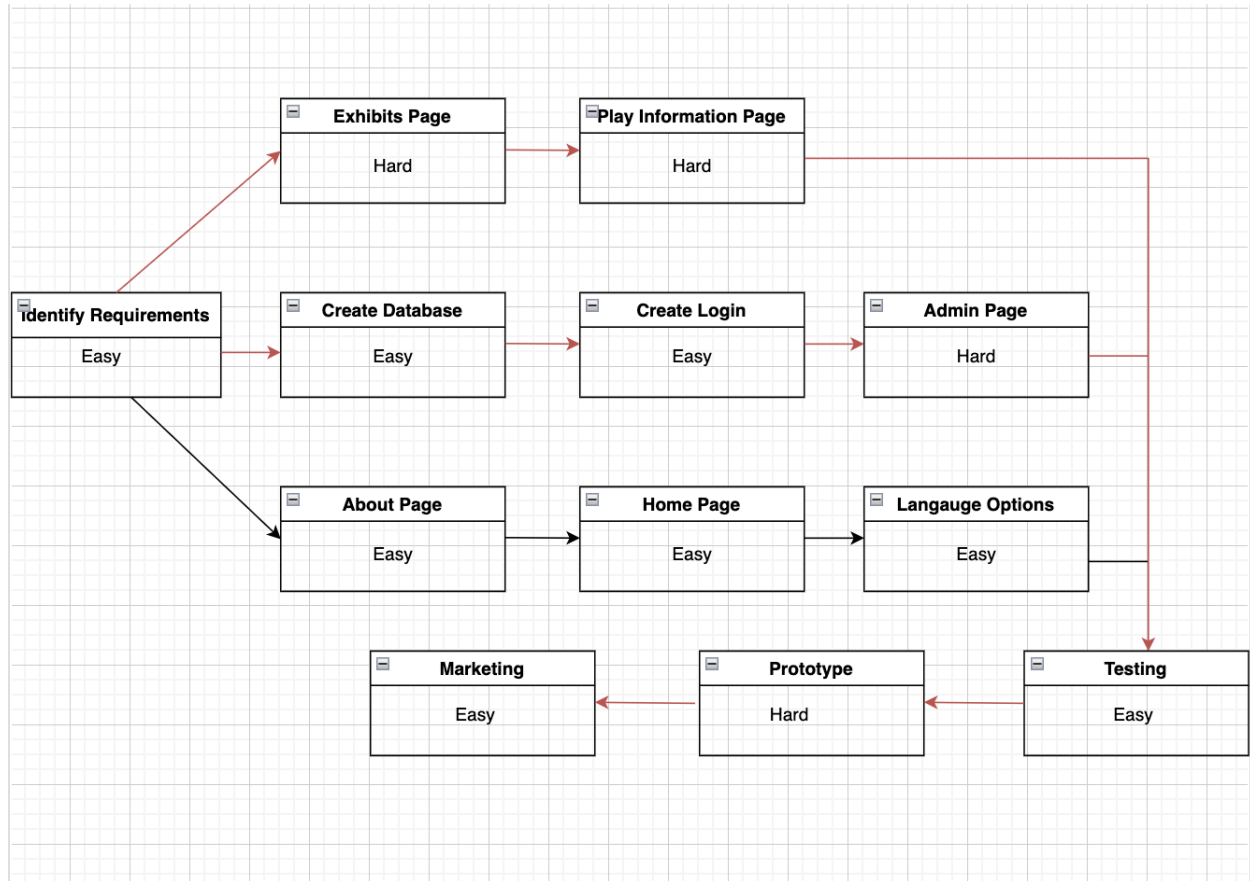 Exhibits Page
Hard
Play Information Page
Hard
Identify Requirements
Easy
Create Database
Easy
Create Login
Easy
Admin Page
Hard
About Page
Easy
Home Page
Easy
Langauge Options
Easy
Marketing
Easy
Prototype
Hard
Testing
Easy